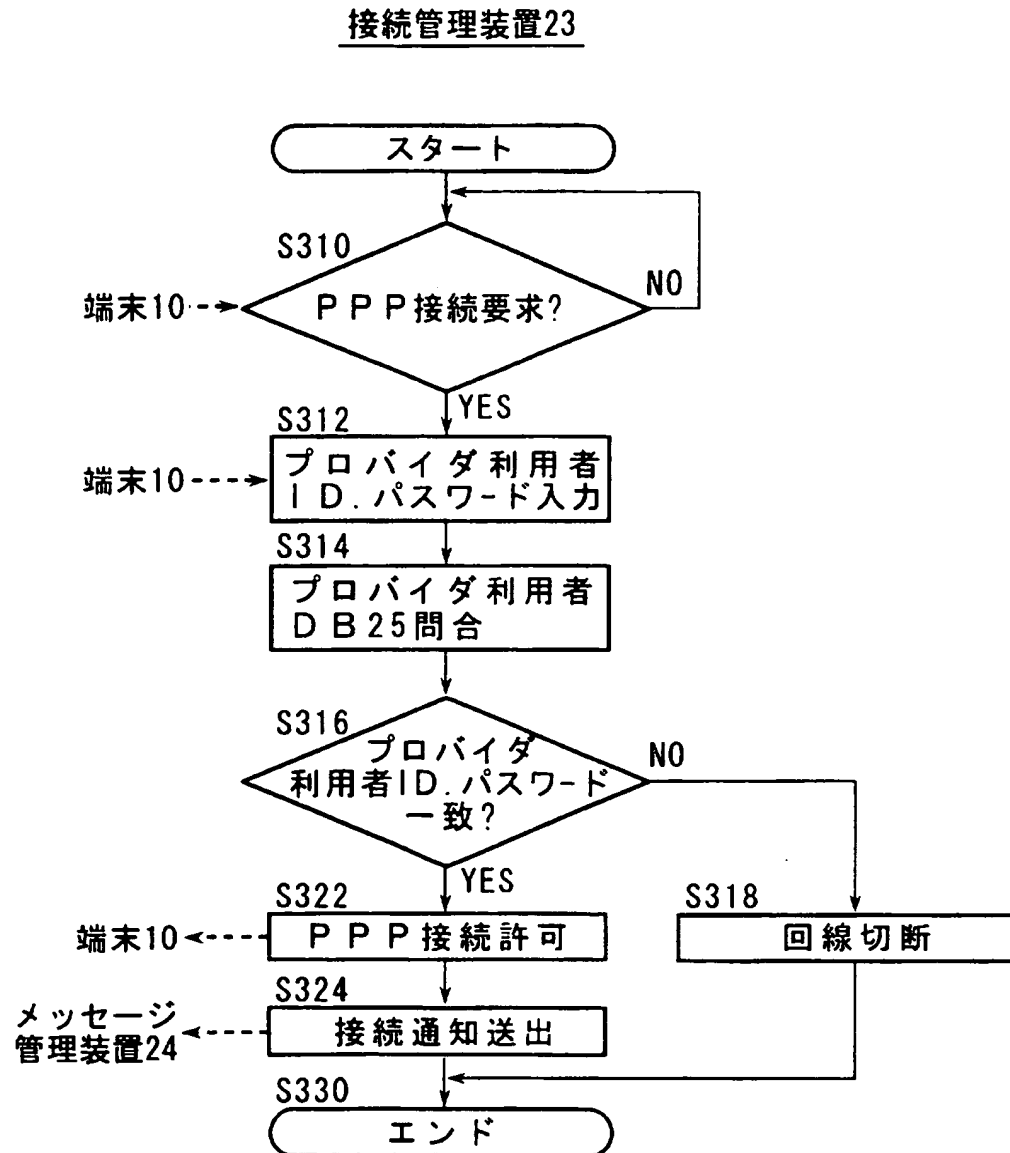 接続管理装置23
スタート
S310
端末10
PPP接続要求?
NO
YES
S312
端末10
プロバイダ利用者
ID.パスワード入力
S314
プロバイダ利用者
DB25問合
S316
プロバイダ
利用者ID.パスワード
一致?
NO
YES
S322
端末10
PPP接続許可
S318
回線切断
S324
メッセージ
管理装置24
接続通知送出
S330
エンド